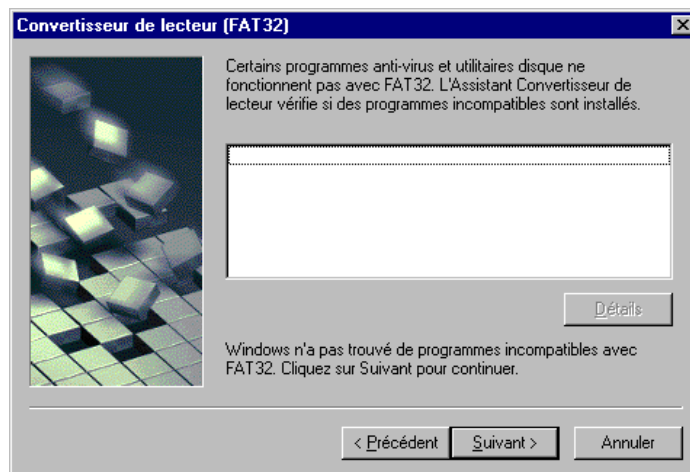 Convertisseur de lecteur (FAT32)
Certains programmes anti-virus et utilitaires disque ne
fonctionnent pas avec FAT32. L'Assistant Convertisseur de
lecteur vérifie si des programmes incompatibles sont installés.
Détails
Windows n'a pas trouvé de programmes incompatibles avec
FAT32. Cliquez sur Suivant pour continuer.
< Précédent Suivant > Annuler